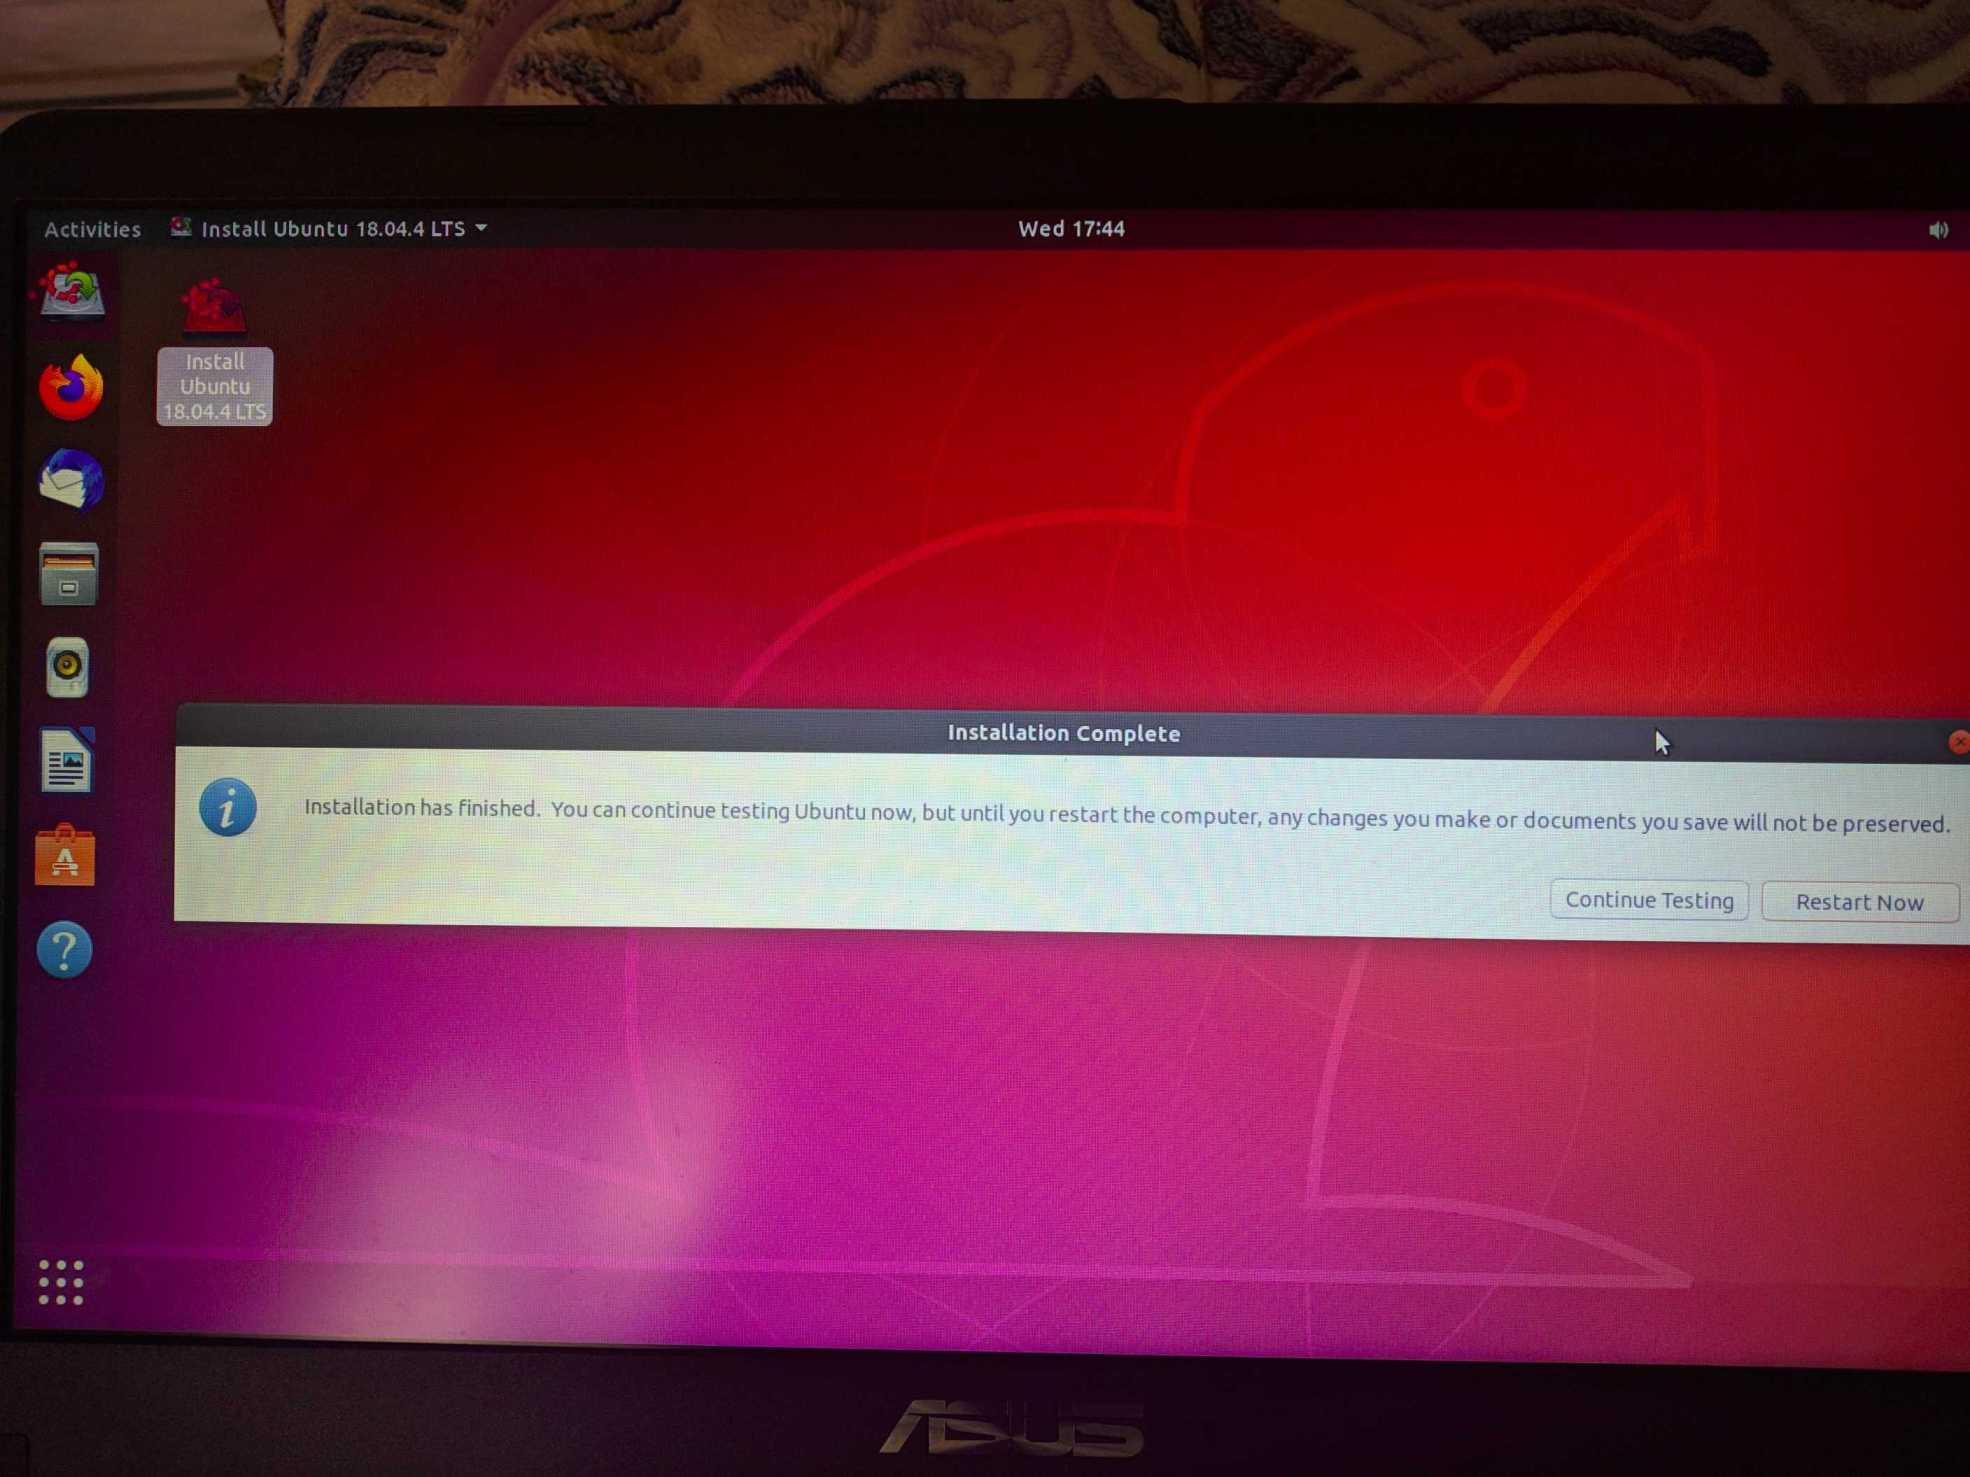 Activities
Install Ubuntu 18.04.4 LTS
Wed 17:44
Install
Ubuntu
18.04.4 LTS
Installation Complete
Installation has finished. You can continue testing Ubuntu now, but until you restart the computer, any changes you make or documents you save will not be preserved.
Continue Testing
Restart Now
ASUS